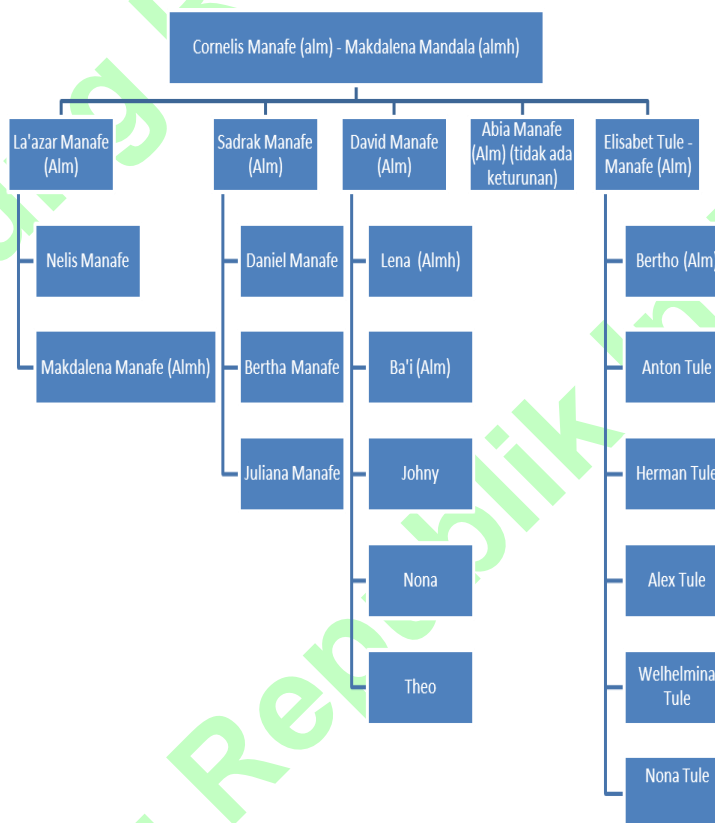 Cornelis Manafe (alm) - Makdalena Mandala (almh)
La'azar Manafe
(Alm)
Sadrak Manafe
(Alm)
David Manafe
(Alm)
Abia Manafe
(Alm) (tidak ada
keturunan)
Elisabet Tule -
Manafe (Alm)
Nelis Manafe
Makdalena Manafe (Almh)
Daniel Manafe
Bertha Manafe
Juliana Manafe
Lena (Almh)
Ba'i (Alm)
Johny
Nona
Theo
Bertho (Alm)
Anton Tule
Herman Tule
Alex Tule
Welhelmina
Tule
Nona Tule
Republik